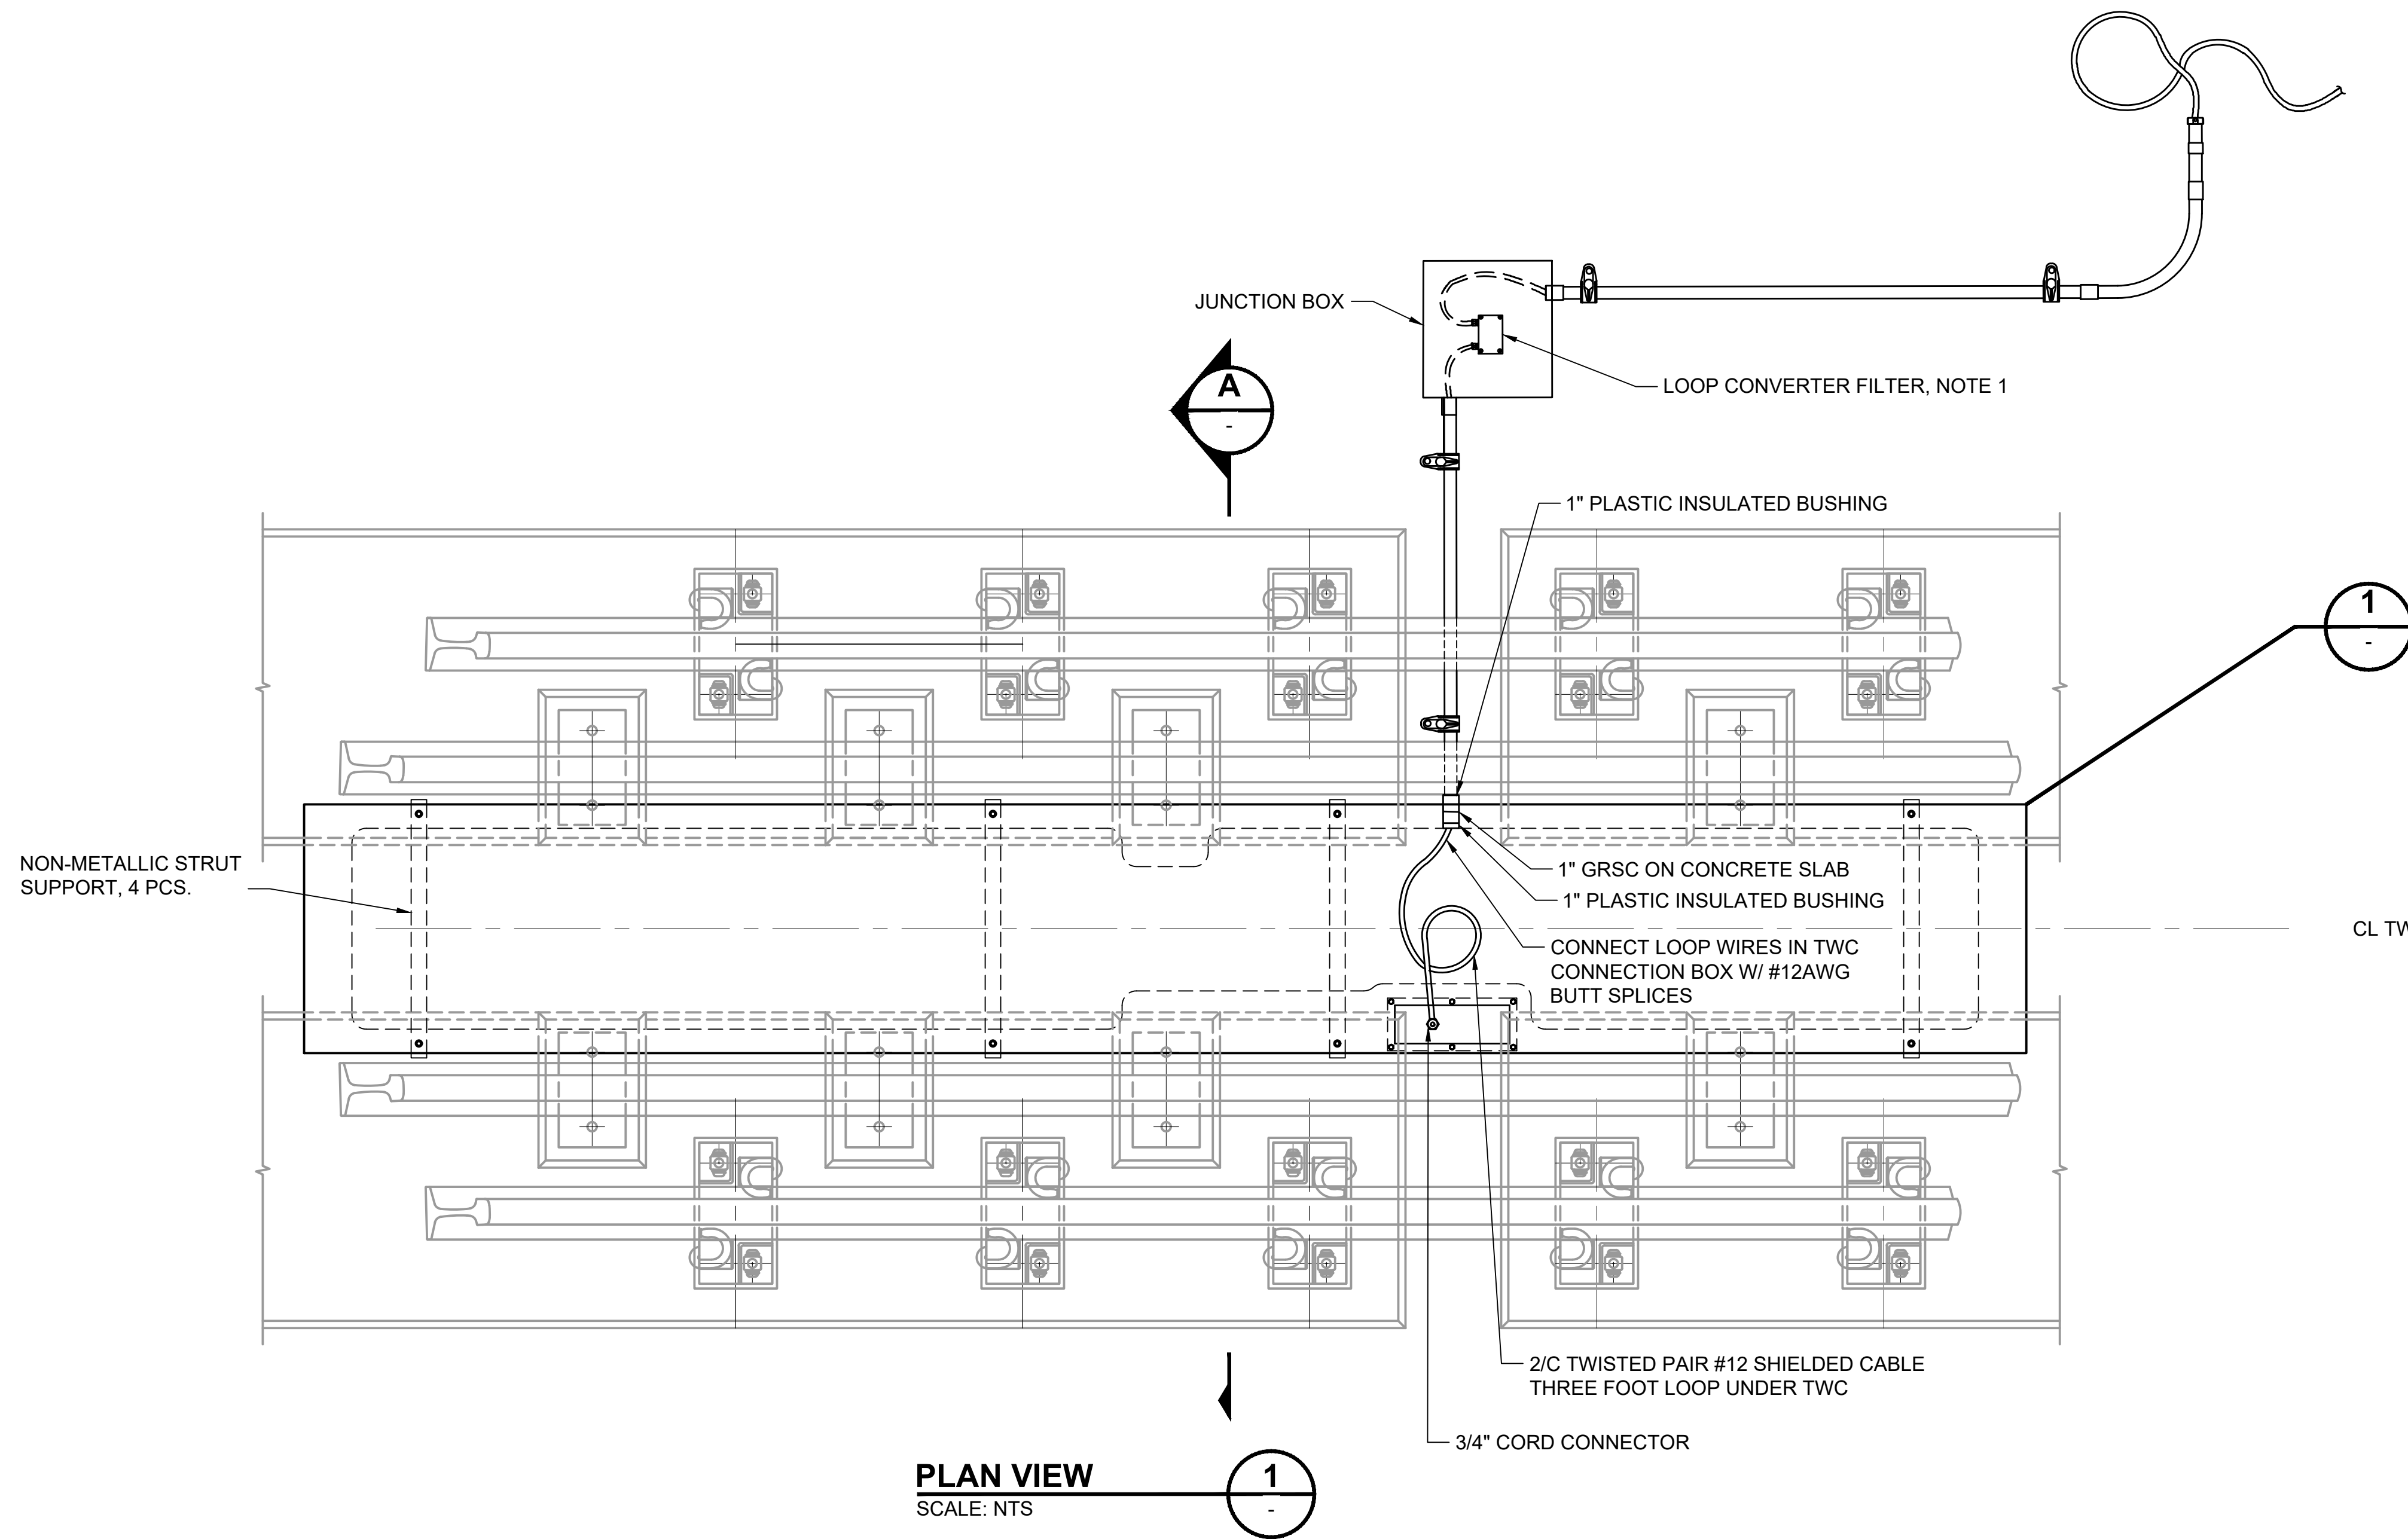 JUNCTION BOX
LOOP CONVERTER FILTER, NOTE 1
A
-
1" PLASTIC INSULATED BUSHING
1
-
NON-METALLIC STRUT
SUPPORT, 4 PCS.
1" GRSC ON CONCRETE SLAB
1" PLASTIC INSULATED BUSHING
CL TW
CONNECT LOOP WIRES IN TWC
CONNECTION BOX W/ #12AWG
BUTT SPLICES
2/C TWISTED PAIR #12 SHIELDED CABLE
THREE FOOT LOOP UNDER TWC
3/4" CORD CONNECTOR
PLAN VIEW
SCALE: NTS
1
-